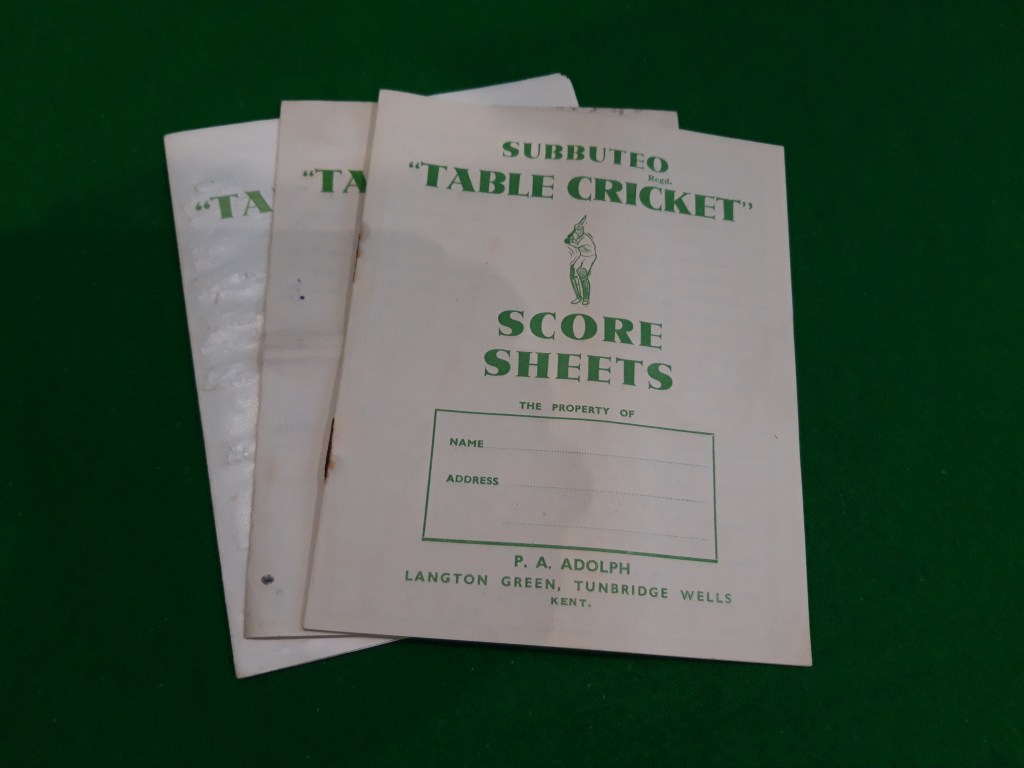 SUBBUTEO
Regd.
"TABLE CRICKET"
SCORE
SHEETS
THE PROPERTY OF
NAME
ADDRESS
P. A. ADOLPH
LANGTON GREEN, TUNBRIDGE WELLS
KENT.
"TA
"TA